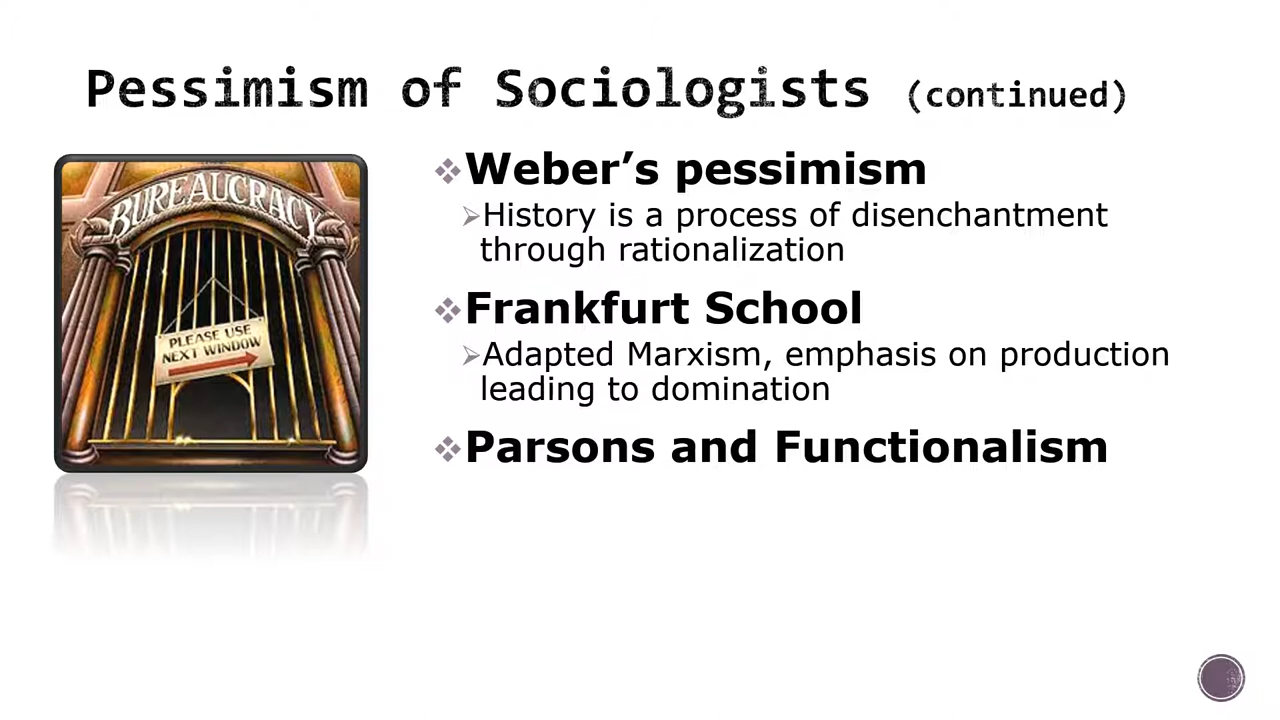 Pessimism of Sociologists (continued)
BUREAUCRACY
PLEASE USE
NEXT WINDOW
Weber’s pessimism
History is a process of disenchantment
through rationalization
Frankfurt School
Adapted Marxism, emphasis on production
leading to domination
Parsons and Functionalism